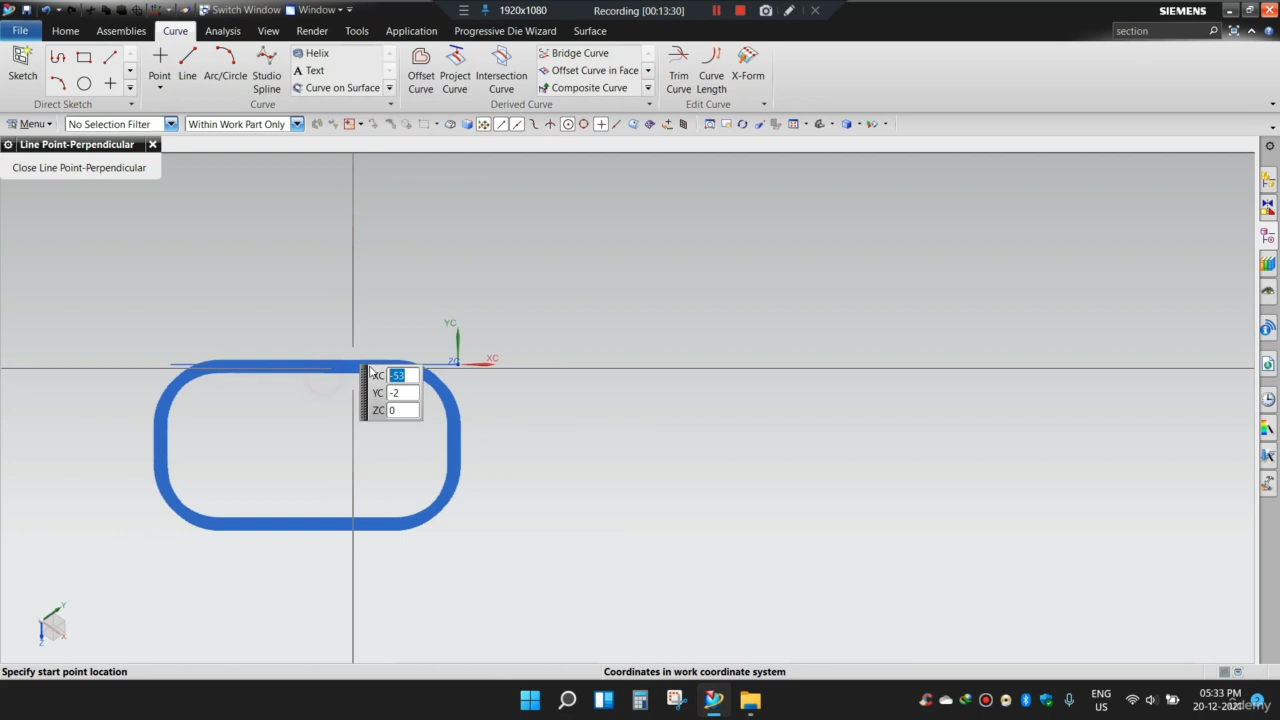 Switch Window Window 1920x1080 Recording [00:13:30] SIEMENS
File Home Assemblies Curve Analysis View Render Tools Application Progressive Die Wizard Surface section
Sketch
Direct Sketch
Point Line Arc/Circle Studio Spline
Helix
Text
Curve on Surface
Curve
Offset Curve Project Curve Intersection Curve
Bridge Curve
Offset Curve in Face
Composite Curve
Derived Curve
Trim Curve Curve Length X-Form
Edit Curve
Menu No Selection Filter Within Work Part Only
Line Point-Perpendicular
Close Line Point-Perpendicular
YC
ZC XC
XC -53
YC -2
ZC 0
Y
Z X
Specify start point location Coordinates in work coordinate system
ENG US 05:33 PM 20-12-2021
Udemy